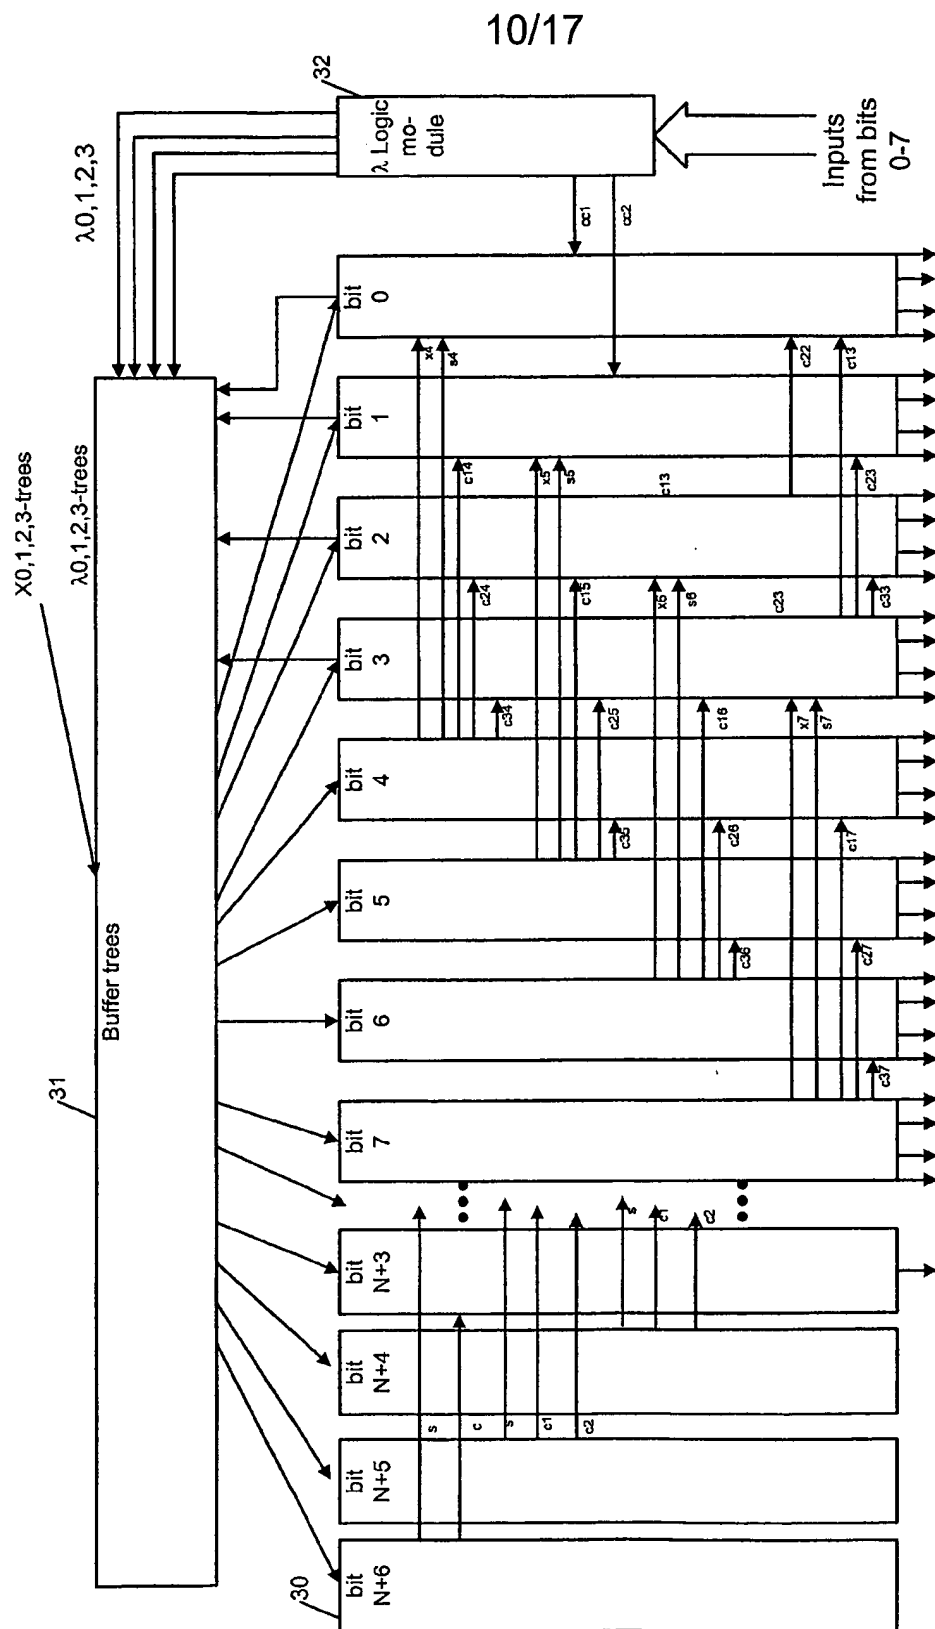 10/17
32
λ Logic
mo-
dule
Inputs
from bits
0-7
λ0,1,2,3
cc1
cc2
X0,1,2,3-trees
λ0,1,2,3-trees
Buffer trees
31
30
bit
0
bit
1
bit
2
bit
3
bit
4
bit
5
bit
6
bit
7
bit
N+3
bit
N+4
bit
N+5
bit
N+6
x4
s4
c14
c24
c34
x5
s5
c15
c25
c35
c13
x6
s6
c16
c26
c36
c23
x7
s7
c17
c27
c37
c22
c13
c23
c33
s
c
s
c1
c2
s
c1
c2